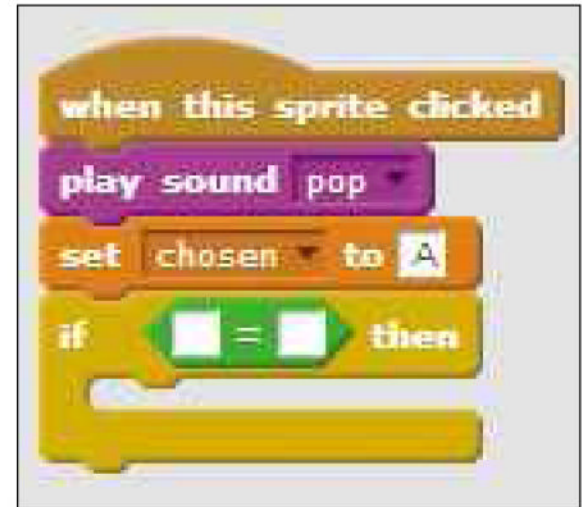 when this sprite clicked
play sound pop
set chosen to A
if = then